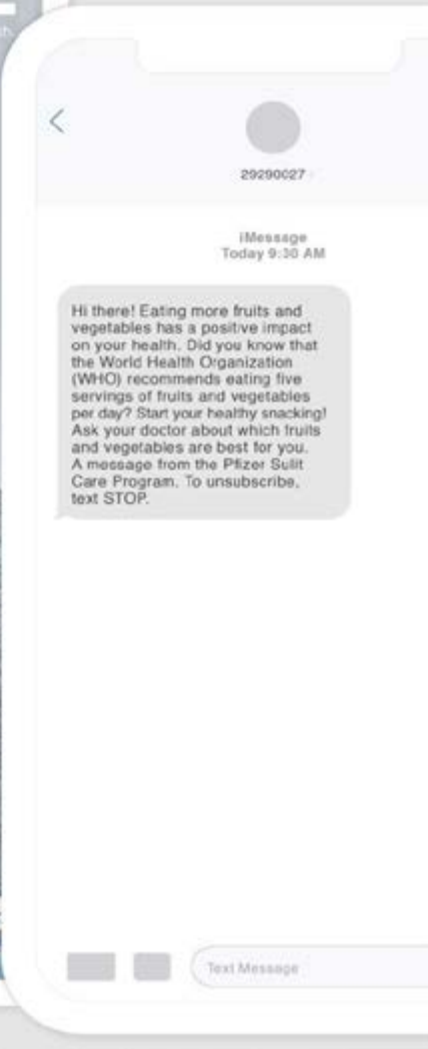 29290027
iMessage
Today 9:30 AM
Hi there! Eating more fruits and
vegetables has a positive impact
on your health. Did you know that
the World Health Organization
(WHO) recommends eating five
servings of fruits and vegetables
per day? Start your healthy snacking!
Ask your doctor about which fruits
and vegetables are best for you.
A message from the Pfizer Sulit
Care Program. To unsubscribe,
text STOP.
Text Message